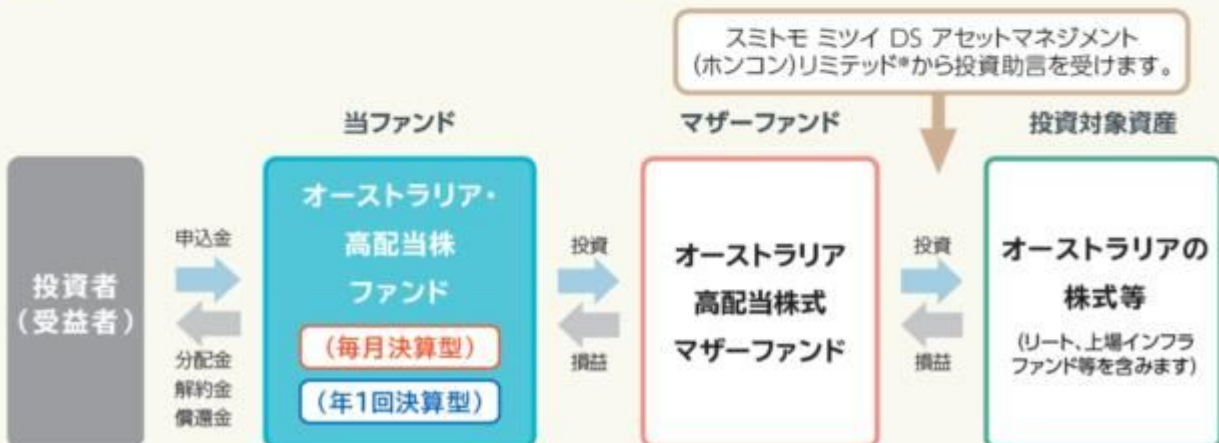 スミトモ ミツイ DS アセットマネジメント
(ホンコン)リミテッド※から投資助言を受けます。
当ファンド
マザーファンド
投資対象資産
投資者
(受益者)
申込金
分配金
解約金
償還金
オーストラリア・
高配当株
ファンド
(毎月決算型)
(年1回決算型)
投資
損益
オーストラリア
高配当株式
マザーファンド
投資
損益
オーストラリアの
株式等
(リート、上場インフラ
ファンド等を含みます)